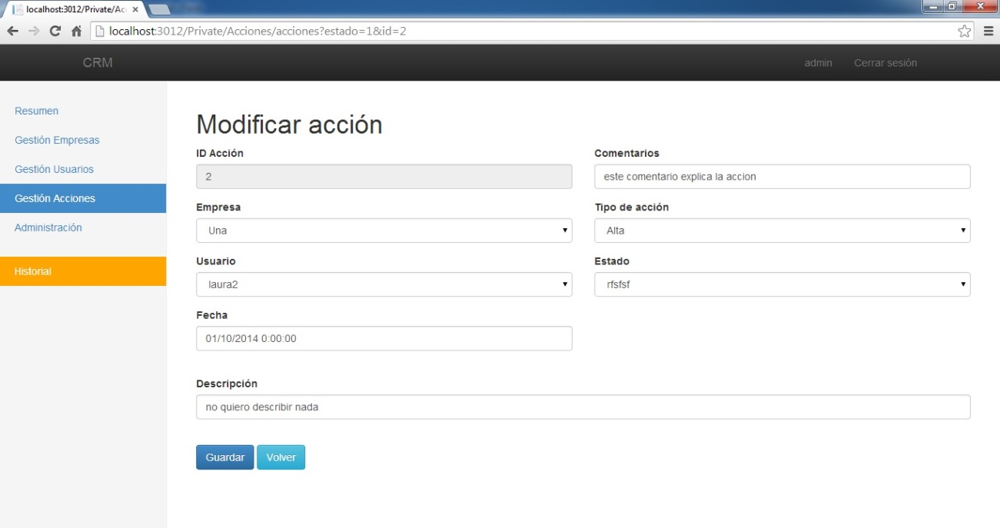 localhost:3012/Private/Ac
localhost:3012/Private/Acciones/acciones?estado=1&id=2
CRM
admin
Cerrar sesión
Resumen
Gestión Empresas
Gestión Usuarios
Gestión Acciones
Administración
Historial
Modificar acción
ID Acción
2
Comentarios
este comentario explica la accion
Empresa
Una
Tipo de acción
Alta
Usuario
laura2
Estado
rfsfsf
Fecha
01/10/2014 0:00:00
Descripción
no quiero describir nada
Guardar
Volver